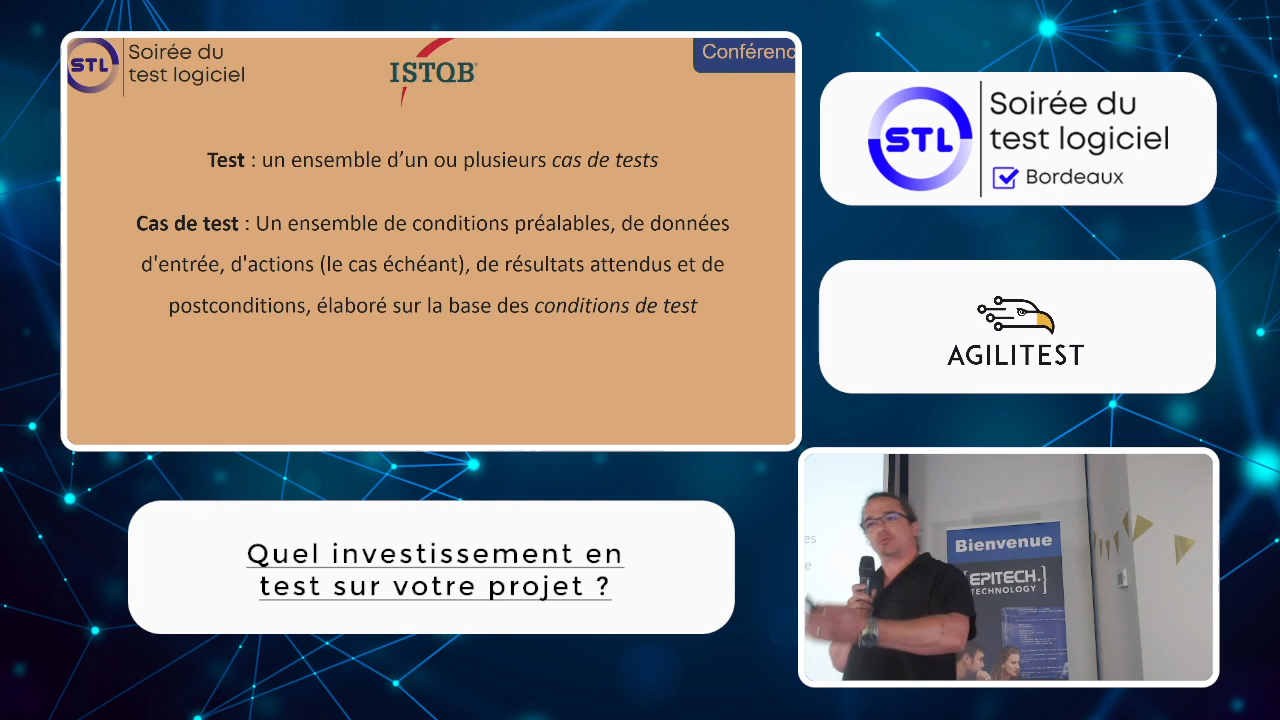 STL
Soirée du
test logiciel
ISTQB®
Conférenc
Test : un ensemble d’un ou plusieurs cas de tests
Cas de test : Un ensemble de conditions préalables, de données
d'entrée, d'actions (le cas échéant), de résultats attendus et de
postconditions, élaboré sur la base des conditions de test
STL
Soirée du
test logiciel
Bordeaux
AGILITEST
Quel investissement en
test sur votre projet ?
es
e
Bienvenue
{EPITECH.}
TECHNOLOGY